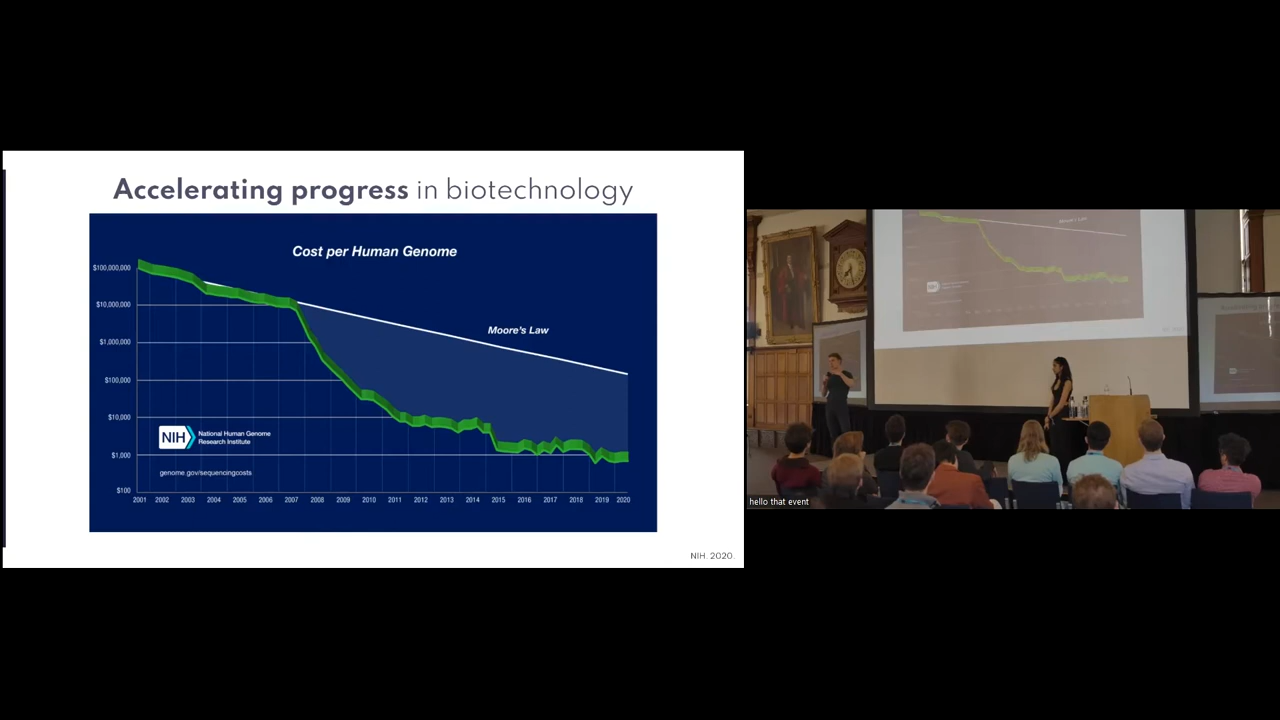 Accelerating progress in biotechnology
Cost per Human Genome
$100,000,000
$10,000,000
$1,000,000
$100,000
$10,000
$1,000
$100
Moore's Law
NIH
National Human Genome
Research Institute
genome.gov/sequencingcosts
2001 2002 2003 2004 2005 2006 2007 2008 2009 2010 2011 2012 2013 2014 2015 2016 2017 2018 2019 2020
NIH. 2020.
Moore's Law
NIH
hello that event